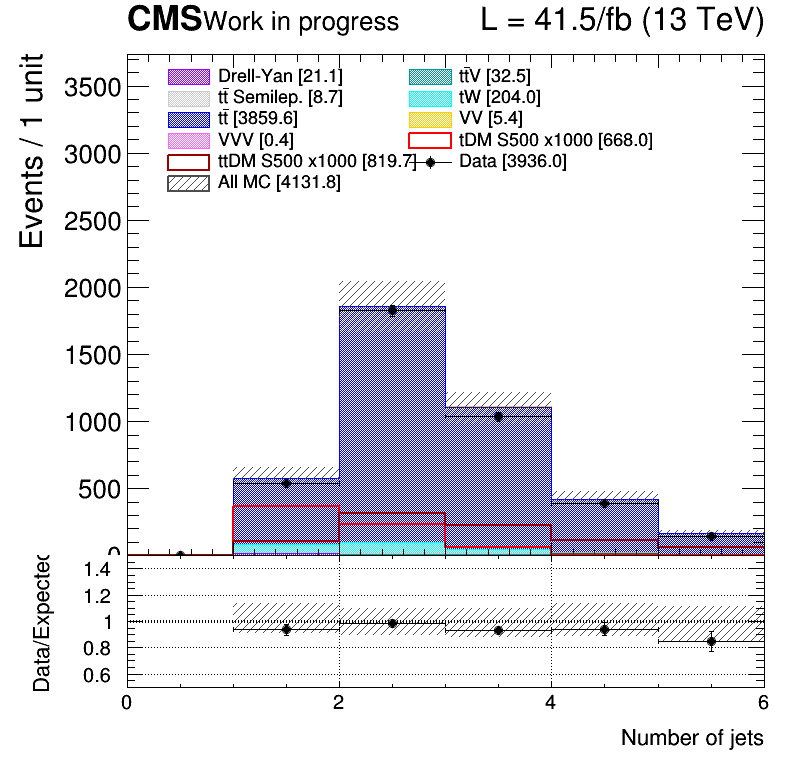 CMS Work in progress L = 41.5/fb (13 TeV)
Events / 1 unit
3500
3000
2500
2000
1500
1000
500
0
Drell-Yan [21.1] tt̄V [32.5]
tt̄ Semilep. [8.7] tW [204.0]
tt̄ [3859.6] VV [5.4]
VVV [0.4] tDM S500 x1000 [668.0]
ttDM S500 x1000 [819.7] Data [3936.0]
All MC [4131.8]
Data/Expected
1.4
1.2
1
0.8
0.6
0 2 4 6
Number of jets